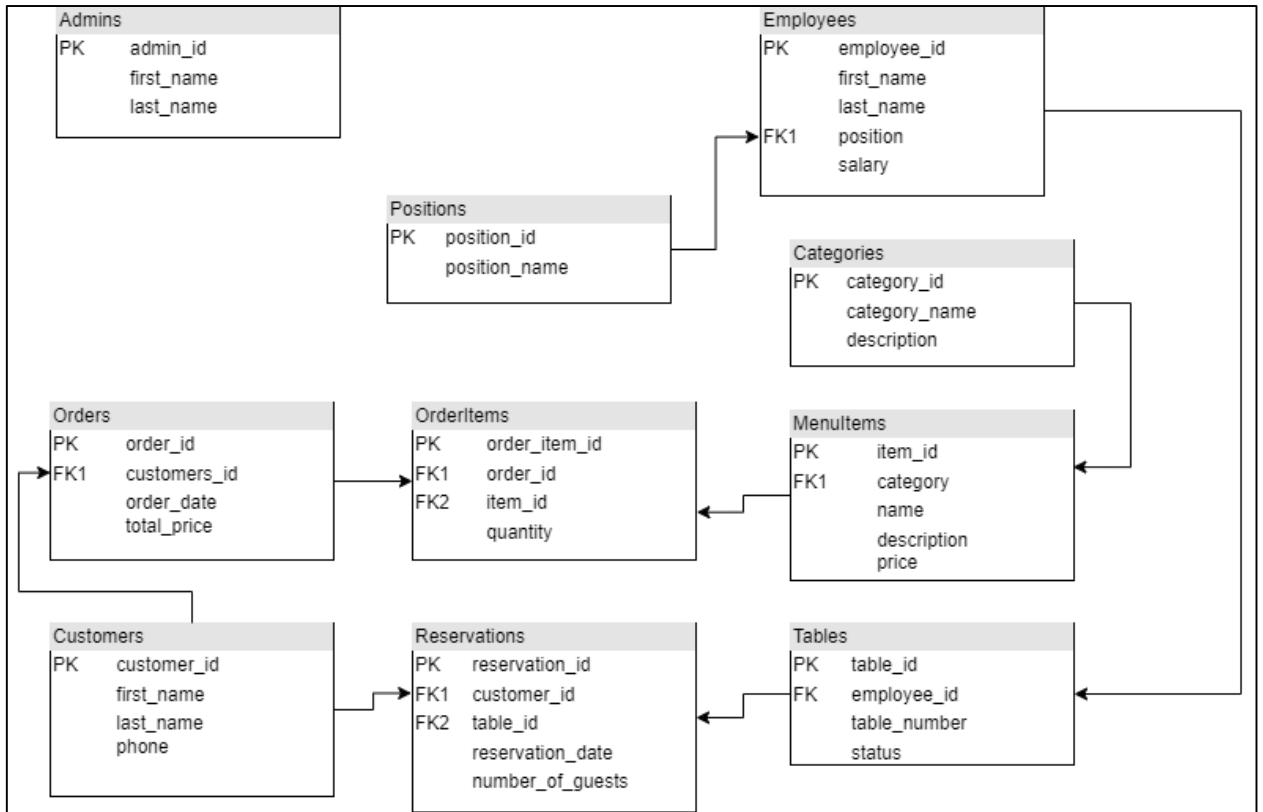 Admins
PK admin_id
first_name
last_name
Employees
PK employee_id
first_name
last_name
FK1 position
salary
Positions
PK position_id
position_name
Categories
PK category_id
category_name
description
Orders
PK order_id
FK1 customers_id
order_date
total_price
OrderItems
PK order_item_id
FK1 order_id
FK2 item_id
quantity
MenuItems
PK item_id
FK1 category
name
description
price
Customers
PK customer_id
first_name
last_name
phone
Reservations
PK reservation_id
FK1 customer_id
FK2 table_id
reservation_date
number_of_guests
Tables
PK table_id
FK employee_id
table_number
status